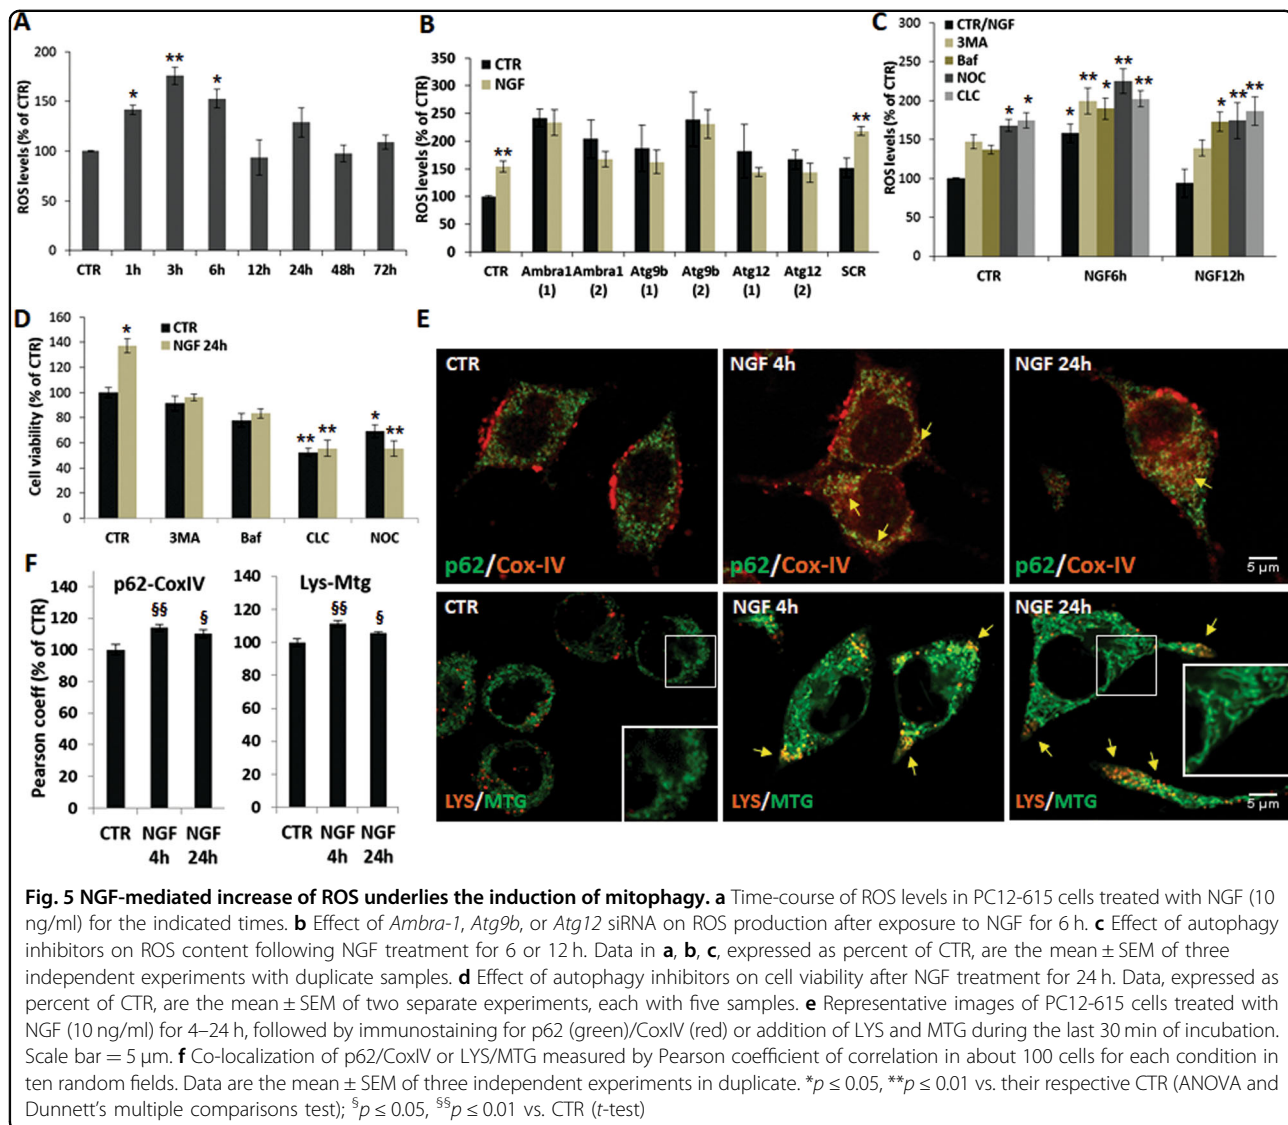 A
ROS levels (% of CTR)
200
150
100
50
0
CTR 1h 3h 6h 12h 24h 48h 72h
* ** *
B
ROS levels (% of CTR)
350
300
250
200
150
100
50
0
CTR
NGF
** **
CTR Ambra1 (1) Ambra1 (2) Atg9b (1) Atg9b (2) Atg12 (1) Atg12 (2) SCR
C
ROS levels (% of CTR)
300
250
200
150
100
50
0
CTR/NGF
3MA
Baf
NOC
CLC
* * * ** * ** ** * ** **
CTR NGF6h NGF12h
D
Cell viability (% of CTR)
160
140
120
100
80
60
40
20
0
CTR
NGF 24h
* ** ** * **
CTR 3MA Baf CLC NOC
E
CTR
p62/Cox-IV
NGF 4h
p62/Cox-IV
NGF 24h
p62/Cox-IV
5 µm
CTR
LYS/MTG
NGF 4h
LYS/MTG
NGF 24h
LYS/MTG
5 µm
F
Pearson coeff (% of CTR)
p62-CoxIV
140
120
100
80
60
40
20
0
§§ §
CTR NGF 4h NGF 24h
Lys-Mtg
140
120
100
80
60
40
20
0
§§ §
CTR NGF 4h NGF 24h
Fig. 5 NGF-mediated increase of ROS underlies the induction of mitophagy. a Time-course of ROS levels in PC12-615 cells treated with NGF (10
ng/ml) for the indicated times. b Effect of Ambra-1, Atg9b, or Atg12 siRNA on ROS production after exposure to NGF for 6 h. c Effect of autophagy
inhibitors on ROS content following NGF treatment for 6 or 12 h. Data in a, b, c, expressed as percent of CTR, are the mean ± SEM of three
independent experiments with duplicate samples. d Effect of autophagy inhibitors on cell viability after NGF treatment for 24 h. Data, expressed as
percent of CTR, are the mean ± SEM of two separate experiments, each with five samples. e Representative images of PC12-615 cells treated with
NGF (10 ng/ml) for 4–24 h, followed by immunostaining for p62 (green)/CoxIV (red) or addition of LYS and MTG during the last 30 min of incubation.
Scale bar = 5 µm. f Co-localization of p62/CoxIV or LYS/MTG measured by Pearson coefficient of correlation in about 100 cells for each condition in
ten random fields. Data are the mean ± SEM of three independent experiments in duplicate. *p ≤ 0.05, **p ≤ 0.01 vs. their respective CTR (ANOVA and
Dunnett's multiple comparisons test); §p ≤ 0.05, §§p ≤ 0.01 vs. CTR (t-test)